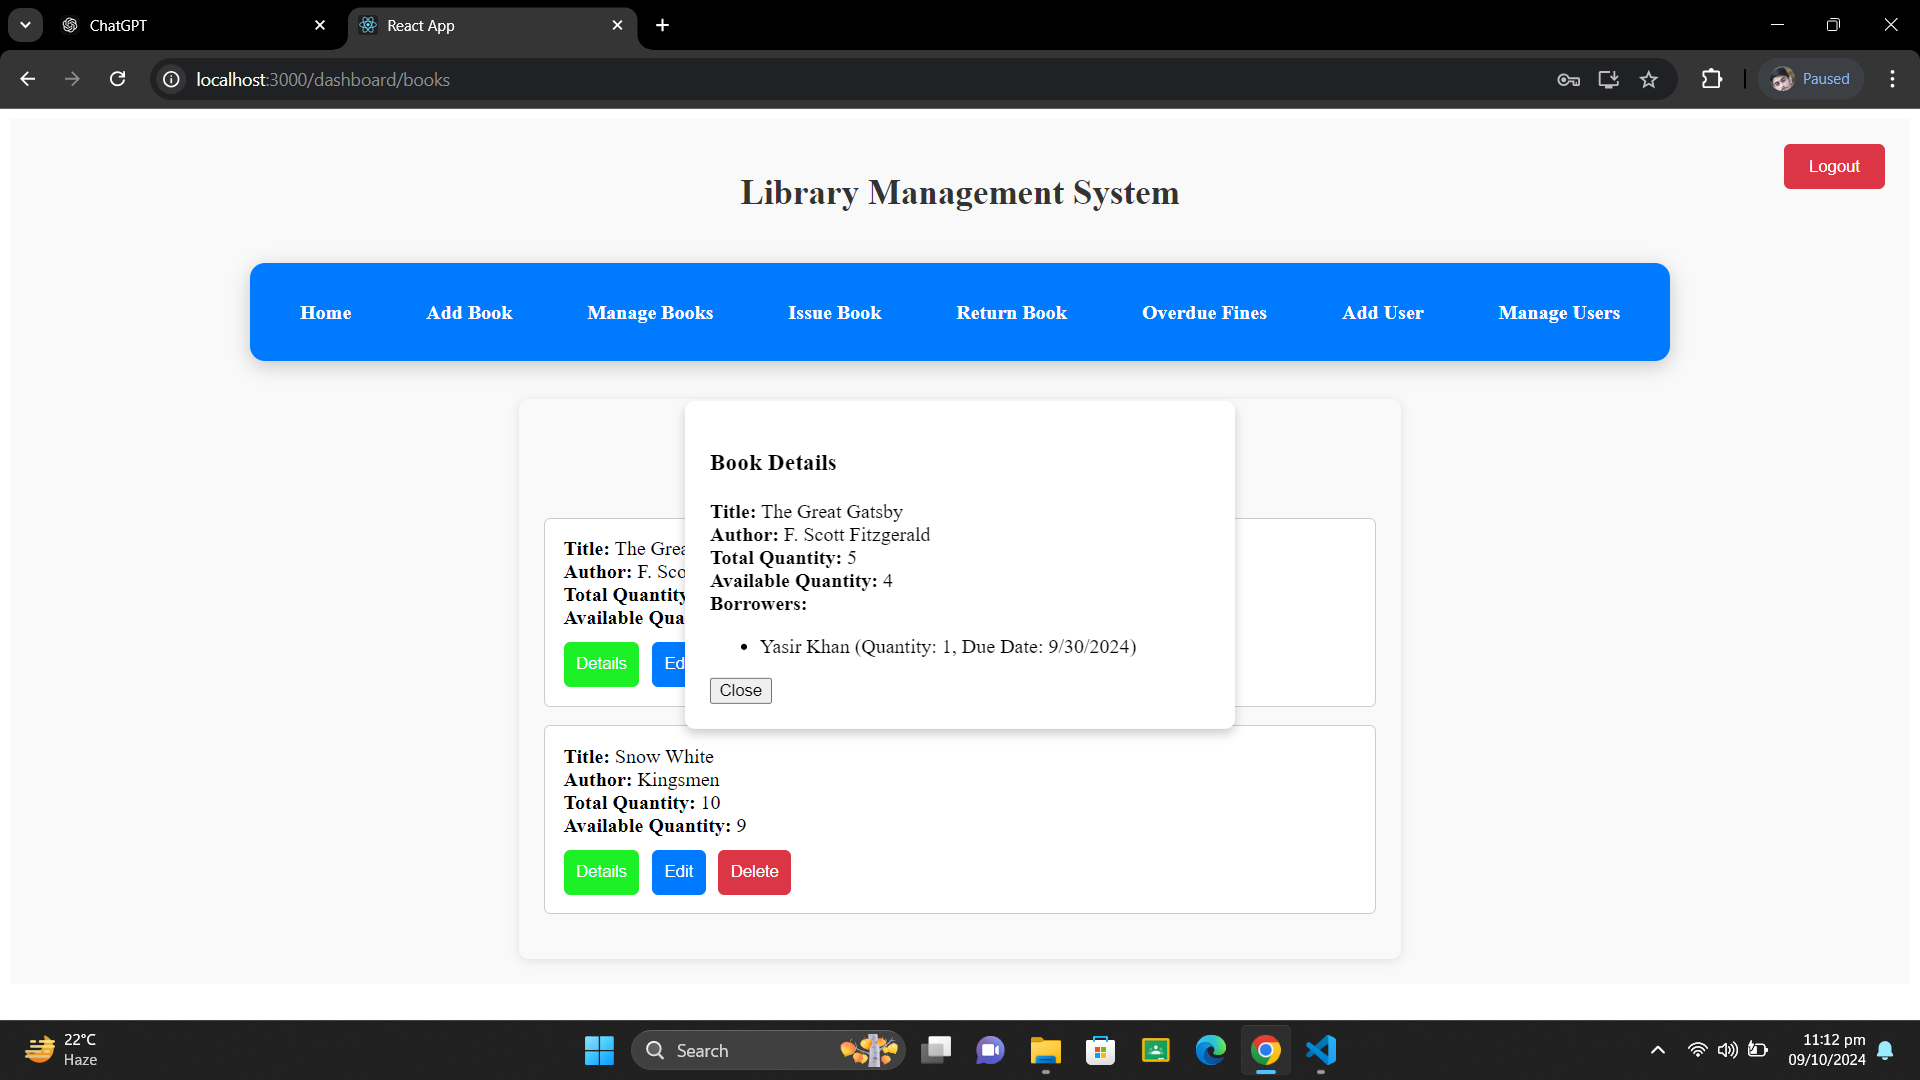 ChatGPT
React App
localhost:3000/dashboard/books
Paused
Logout
Library Management System
Home Add Book Manage Books Issue Book Return Book Overdue Fines Add User Manage Users
Book Details
Title: The Great Gatsby
Author: F. Scott Fitzgerald
Total Quantity: 5
Available Quantity: 4
Borrowers:
• Yasir Khan (Quantity: 1, Due Date: 9/30/2024)
Close
Title: The Grea
Author: F. Sco
Total Quantity
Available Qua
Details Ed
Title: Snow White
Author: Kingsmen
Total Quantity: 10
Available Quantity: 9
Details Edit Delete
22°C
Haze
Search
11:12 pm
09/10/2024